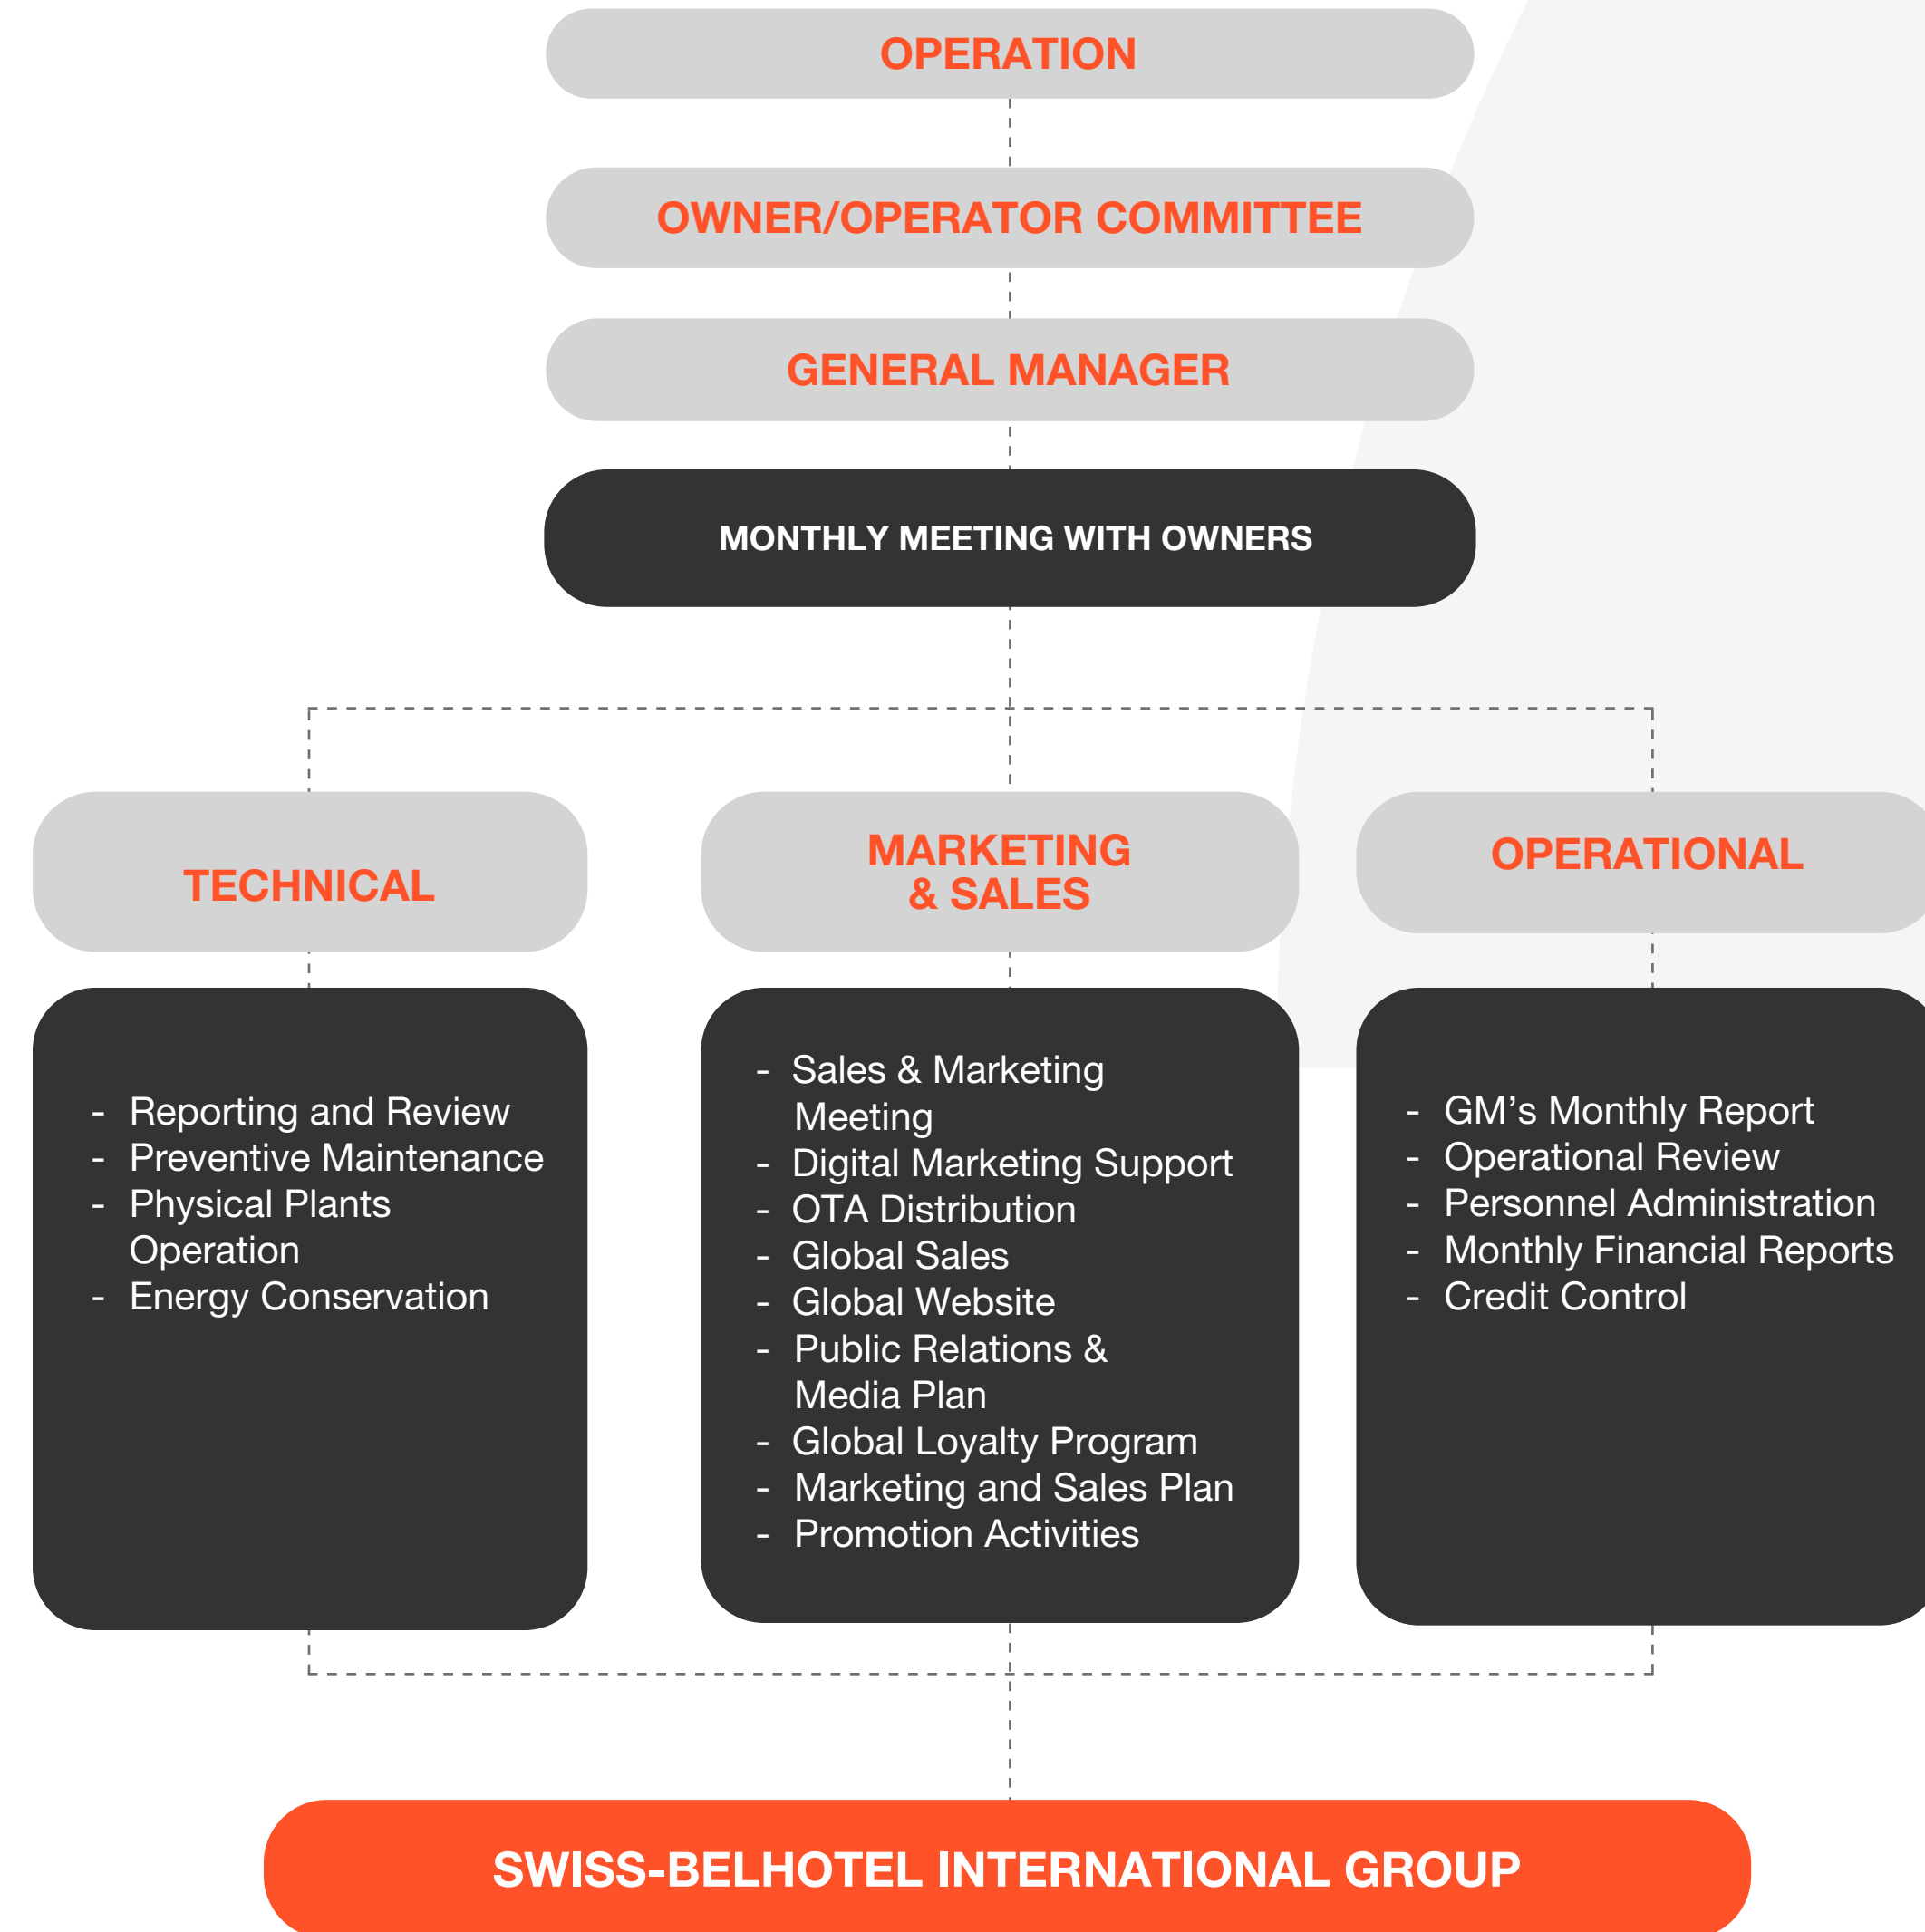 OPERATION
OWNER/OPERATOR COMMITTEE
GENERAL MANAGER
MONTHLY MEETING WITH OWNERS
TECHNICAL
MARKETING
& SALES
OPERATIONAL
- Reporting and Review
- Preventive Maintenance
- Physical Plants
Operation
- Energy Conservation
- Sales & Marketing
Meeting
- Digital Marketing Support
- OTA Distribution
- Global Sales
- Global Website
- Public Relations &
Media Plan
- Global Loyalty Program
- Marketing and Sales Plan
- Promotion Activities
- GM’s Monthly Report
- Operational Review
- Personnel Administration
- Monthly Financial Reports
- Credit Control
SWISS-BELHOTEL INTERNATIONAL GROUP